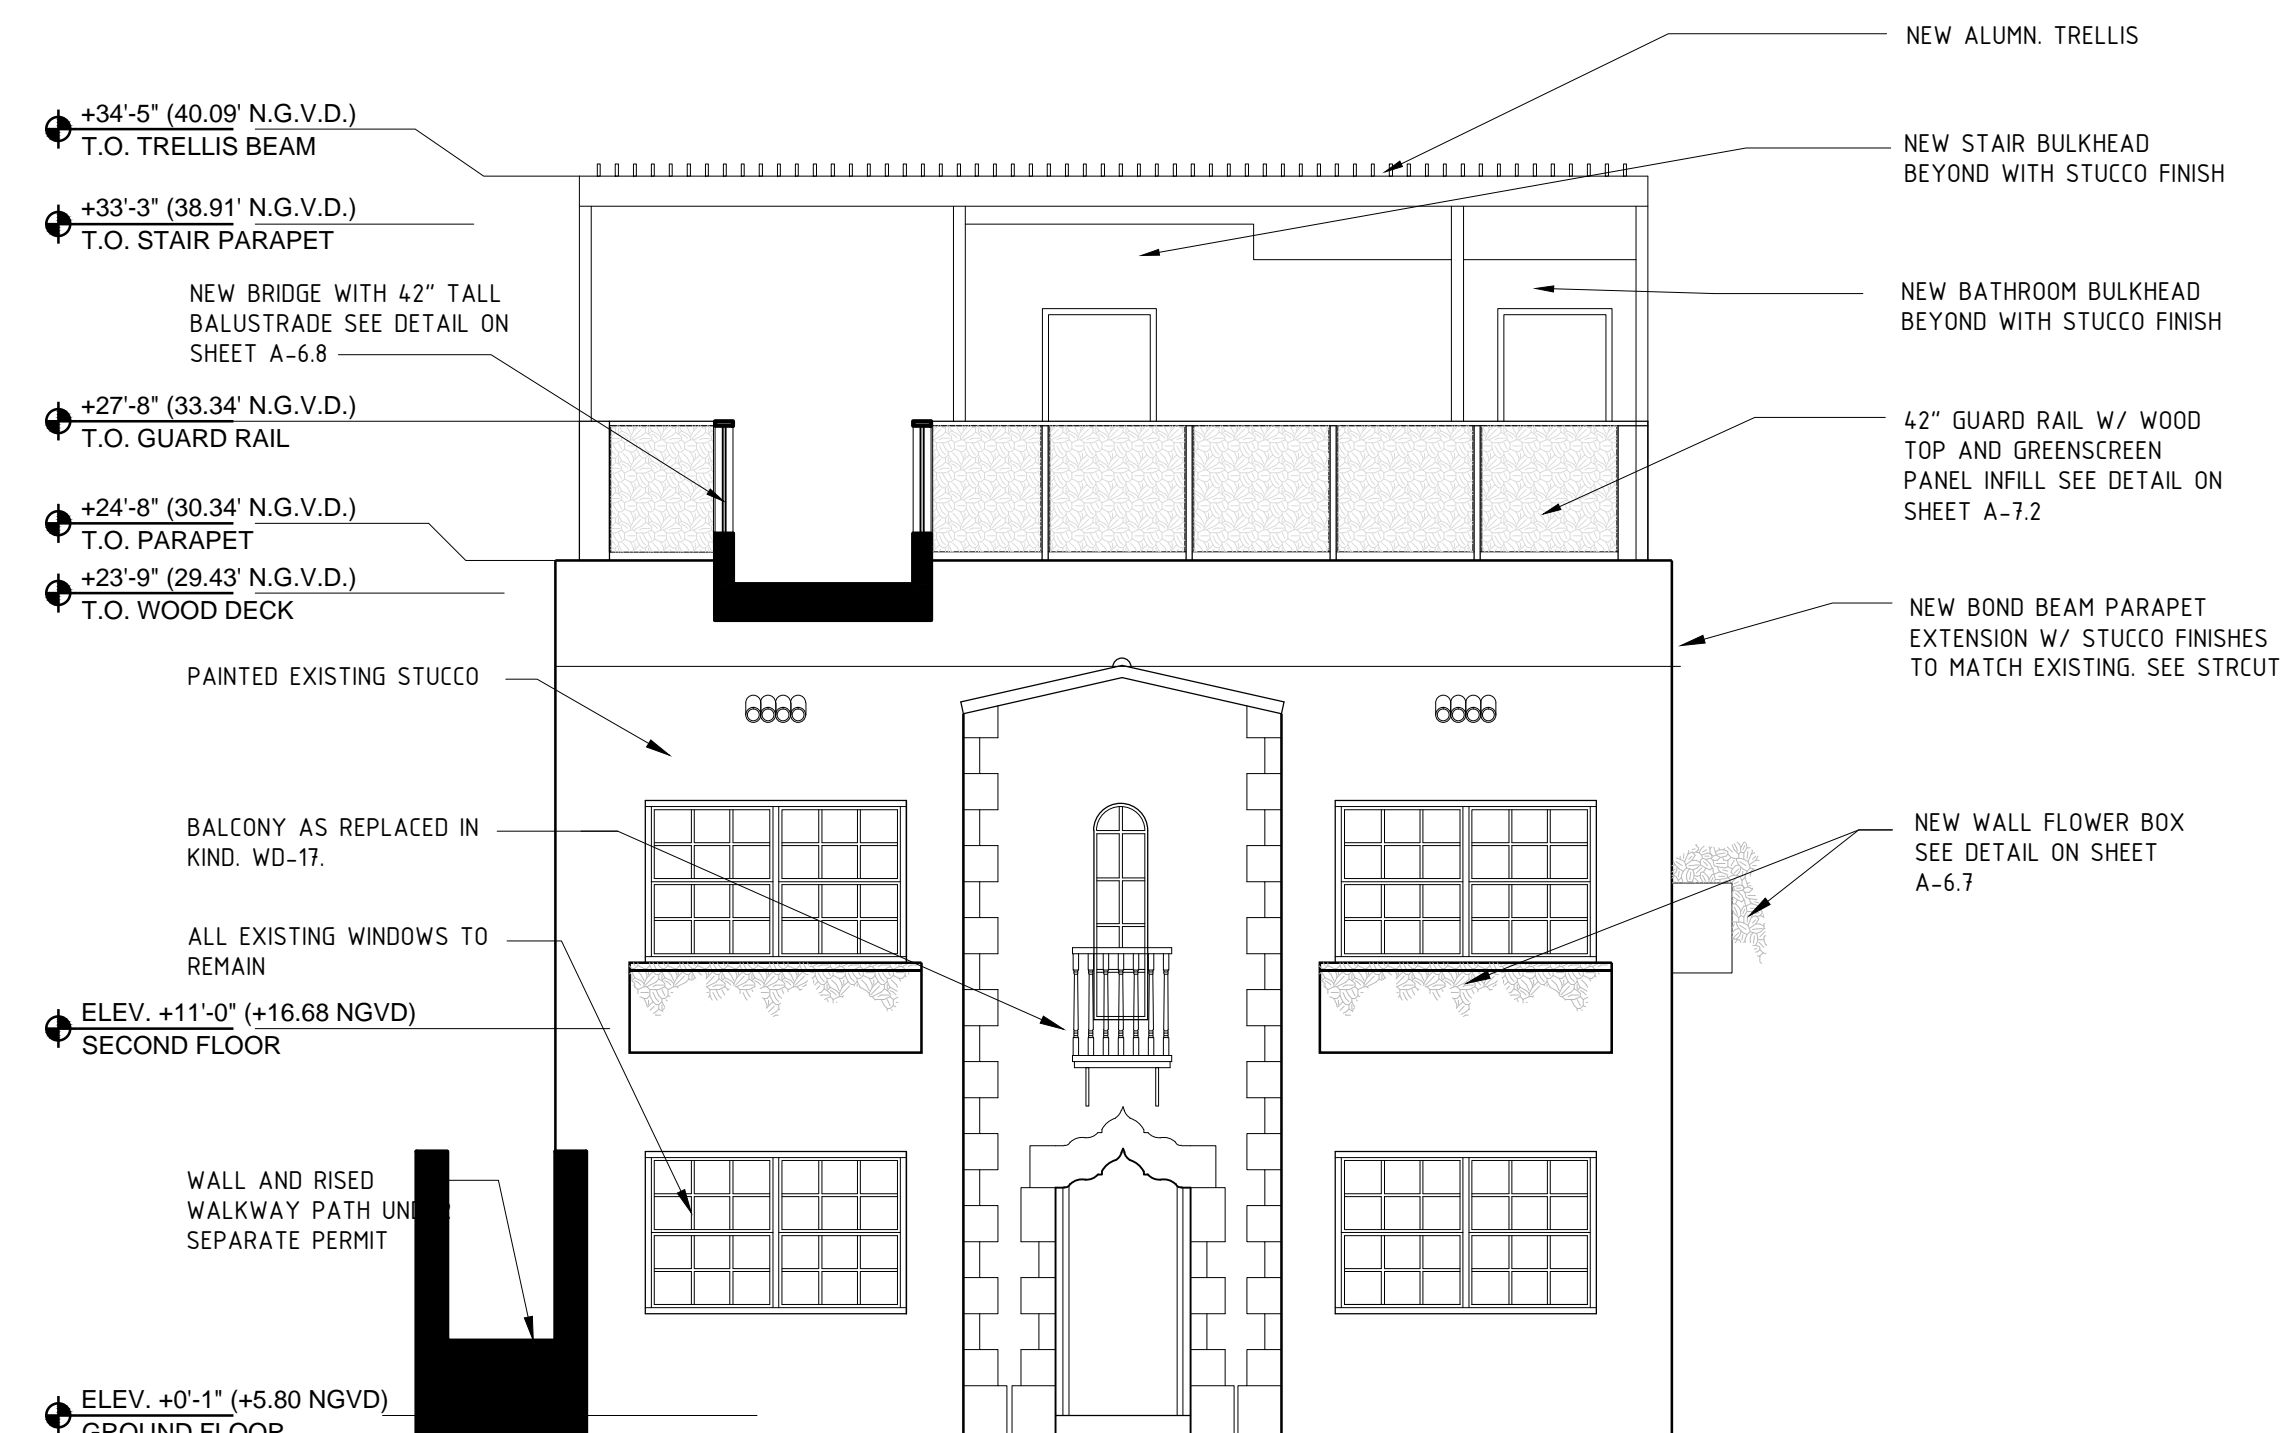 NEW ALUMN. TRELLIS
+34'-5" (40.09' N.G.V.D.)
T.O. TRELLIS BEAM
NEW STAIR BULKHEAD
BEYOND WITH STUCCO FINISH
+33'-3" (38.91' N.G.V.D.)
T.O. STAIR PARAPET
NEW BRIDGE WITH 42" TALL
BALUSTRADE SEE DETAIL ON
SHEET A-6.8
NEW BATHROOM BULKHEAD
BEYOND WITH STUCCO FINISH
+27'-8" (33.34' N.G.V.D.)
T.O. GUARD RAIL
42" GUARD RAIL W/ WOOD
TOP AND GREENSCREEN
PANEL INFILL SEE DETAIL ON
SHEET A-7.2
+24'-8" (30.34' N.G.V.D.)
T.O. PARAPET
+23'-9" (29.43' N.G.V.D.)
T.O. WOOD DECK
NEW BOND BEAM PARAPET
EXTENSION W/ STUCCO FINISHES
TO MATCH EXISTING. SEE STRCUT
PAINTED EXISTING STUCCO
BALCONY AS REPLACED IN
KIND. WD-17.
NEW WALL FLOWER BOX
SEE DETAIL ON SHEET
A-6.7
ALL EXISTING WINDOWS TO
REMAIN
ELEV. +11'-0" (+16.68 NGVD)
SECOND FLOOR
WALL AND RISED
WALKWAY PATH UNDER
SEPARATE PERMIT
ELEV. +0'-1" (+5.80 NGVD)
GROUND FLOOR